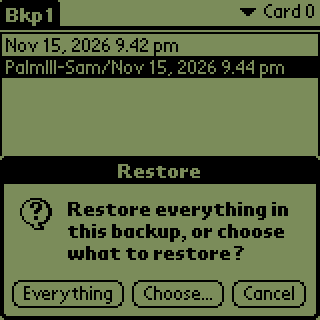 Bkp1
Card 0
Nov 15, 2026 9.42 pm
PalmIII-Sam/Nov 15, 2026 9.44 pm
Restore
Restore everything in
this backup, or choose
what to restore?
Everything
Choose...
Cancel